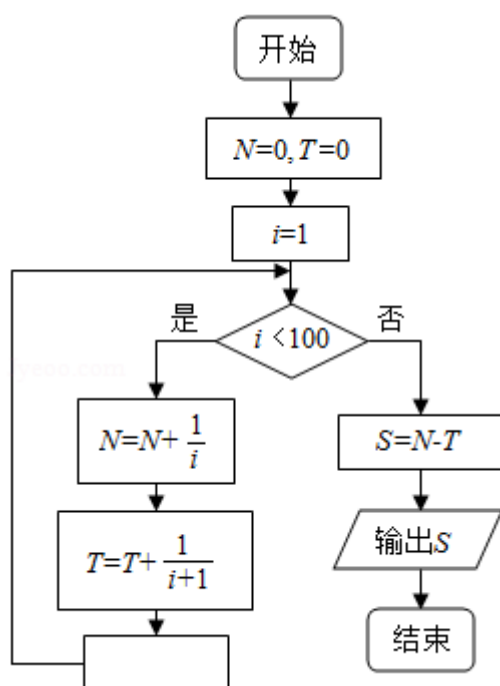 开始
N=0, T=0
i=1
i<100
是
否
N=N+ 1/i
S=N-T
T=T+ 1/(i+1)
输出S
结束